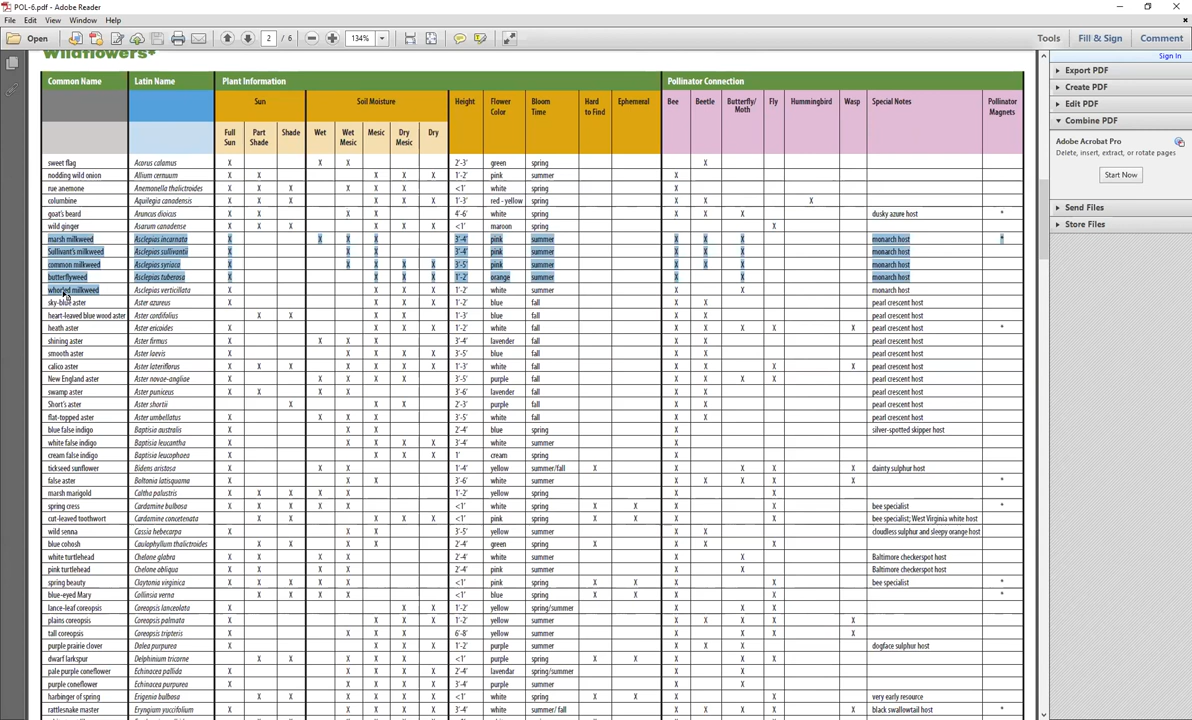 POL-6.pdf - Adobe Reader
File Edit View Window Help
Open 2 / 6 134% Tools Fill & Sign Comment
Wildflowers*
Sign In
Export PDF
Create PDF
Edit PDF
Combine PDF
Adobe Acrobat Pro
Delete, insert, extract, or rotate pages.
Start Now
Send Files
Store Files
Common Name Latin Name Plant Information Pollinator Connection
Sun Soil Moisture Height Flower Color Bloom Time Hard to Find Ephemeral Bee Beetle Butterfly/ Moth Fly Hummingbird Wasp Special Notes Pollinator Magnets
Full Sun Part Shade Shade Wet Wet Mesic Mesic Dry Mesic Dry
sweet flag Acorus calamus X X X 2'-3' green spring X
nodding wild onion Allium cernuum X X X X X 1'-2' pink summer X
rue anemone Anemonella thalictroides X X X X X X X <1' white spring X
columbine Aquilegia canadensis X X X X X X 1'-3' red - yellow spring X X
goat's beard Aruncus dioicus X X X X 4'-6' white spring X X X dusky azure host *
wild ginger Asarum canadense X X X X X X <1' maroon spring X
marsh milkweed Asclepias incarnata X X X X 3'-4' pink summer X X X monarch host *
Sullivant's milkweed Asclepias sullivantii X X X 3'-4' pink summer X X X monarch host
common milkweed Asclepias syriaca X X X X X 3'-5' pink summer X X X monarch host
butterflyweed Asclepias tuberosa X X X X 1'-2' orange summer X X monarch host
whorled milkweed Asclepias verticillata X X X X 1'-2' white summer X X monarch host
sky-blue aster Aster azureus X X X X 1'-2' blue fall X X pearl crescent host
heart-leaved blue wood aster Aster cordifolius X X X X 1'-3' blue fall X X pearl crescent host
heath aster Aster ericoides X X X X 1'-2' white fall X X X X X pearl crescent host *
shining aster Aster firmus X X X X 3'-4' lavender fall X X pearl crescent host
smooth aster Aster laevis X X X X X 3'-5' blue fall X X pearl crescent host
calico aster Aster lateriflorus X X X X X X X 1'-3' white fall X X X X pearl crescent host
New England aster Aster novae-angliae X X X X X 3'-5' purple fall X X X pearl crescent host
swamp aster Aster puniceus X X X X 3'-6' lavender fall X X pearl crescent host
Short's aster Aster shortii X X X 2'-3' purple fall X X pearl crescent host
flat-topped aster Aster umbellatus X X X X 3'-5' white fall X X pearl crescent host
blue false indigo Baptisia australis X X X 2'-4' blue spring X silver-spotted skipper host
white false indigo Baptisia leucantha X X X X X 3'-4' white summer X
cream false indigo Baptisia leucophaea X X X X 1' cream spring X
tickseed sunflower Bidens aristosa X X X 1'-4' yellow summer/fall X X X X X dainty sulphur host
false aster Boltonia latisquama X X X 3'-6' white summer X X X X X *
marsh marigold Caltha palustris X X X X X 1'-2' yellow spring X X
spring cress Cardamine bulbosa X X X X X <1' white spring X X X X bee specialist *
cut-leaved toothwort Cardamine concetenata X X X X X <1' pink spring X X X X bee specialist; West Virginia white host
wild senna Cassia hebecarpa X X X 3'-5' yellow summer X X cloudless sulphur and sleepy orange host
blue cohosh Caulophyllum thalictroides X X X X 2'-4' green spring X X X X
white turtlehead Chelone glabra X X X X 2'-4' white summer X X Baltimore checkerspot host
pink turtlehead Chelone obliqua X X X X 2'-4' pink summer X X Baltimore checkerspot host
spring beauty Claytonia virginica X X X X X X <1' pink spring X X X X bee specialist *
blue-eyed Mary Collinsia verna X X X X <1' blue spring X X X X *
lance-leaf coreopsis Coreopsis lanceolata X X X 1'-2' yellow spring/summer X X X
plains coreopsis Coreopsis palmata X X X X 1'-2' yellow summer X X X X
tall coreopsis Coreopsis tripteris X X X X 6'-8' yellow summer X X X X
purple prairie clover Dalea purpurea X X X X 1'-2' purple summer X X X dogface sulphur host
dwarf larkspur Delphinium tricorne X X X X X <1' purple spring X X X X
pale purple coneflower Echinacea pallida X X X X X 2'-4' lavendar spring/summer X X
purple coneflower Echinacea purpurea X X X X 3'-4' purple summer X X
harbinger of spring Erigenia bulbosa X X X X X <1' white spring X X X X very early resource
rattlesnake master Eryngium yuccifolium X X X X X 3'-4' white summer/ fall X X X X X black swallowtail host *